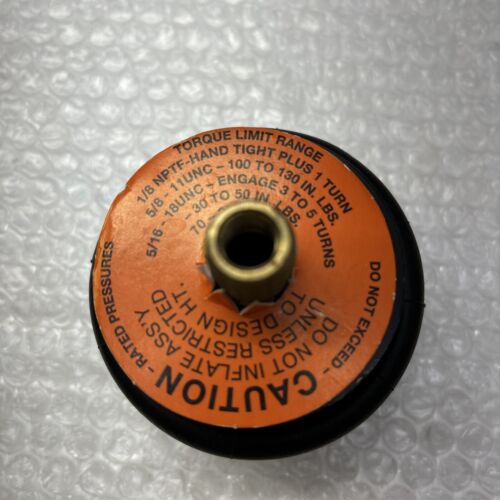 TORQUE LIMIT RANGE
1/8 NPTF-HAND TIGHT PLUS 1 TURN
5/8 - 11UNC - 100 TO 130 IN. LBS.
5/16 - 18UNC - ENGAGE 3 TO 5 TURNS
TO 50 IN. LBS.
DO NOT EXCEED - RATED PRESSURES
DO NOT INFLATE ASS'Y
UNLESS RESTRICTED
TO DESIGN HT.
CAUTION